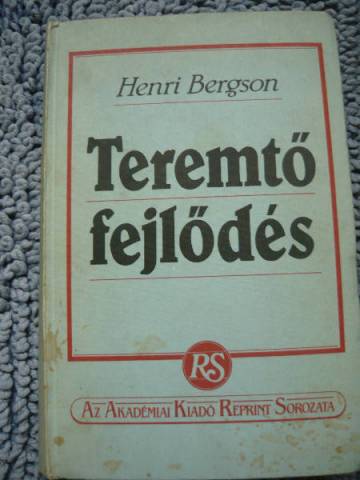 Henri Bergson
Teremtő
fejlődés
RS
AZ AKADÉMIAI KIADÓ REPRINT SOROZATA